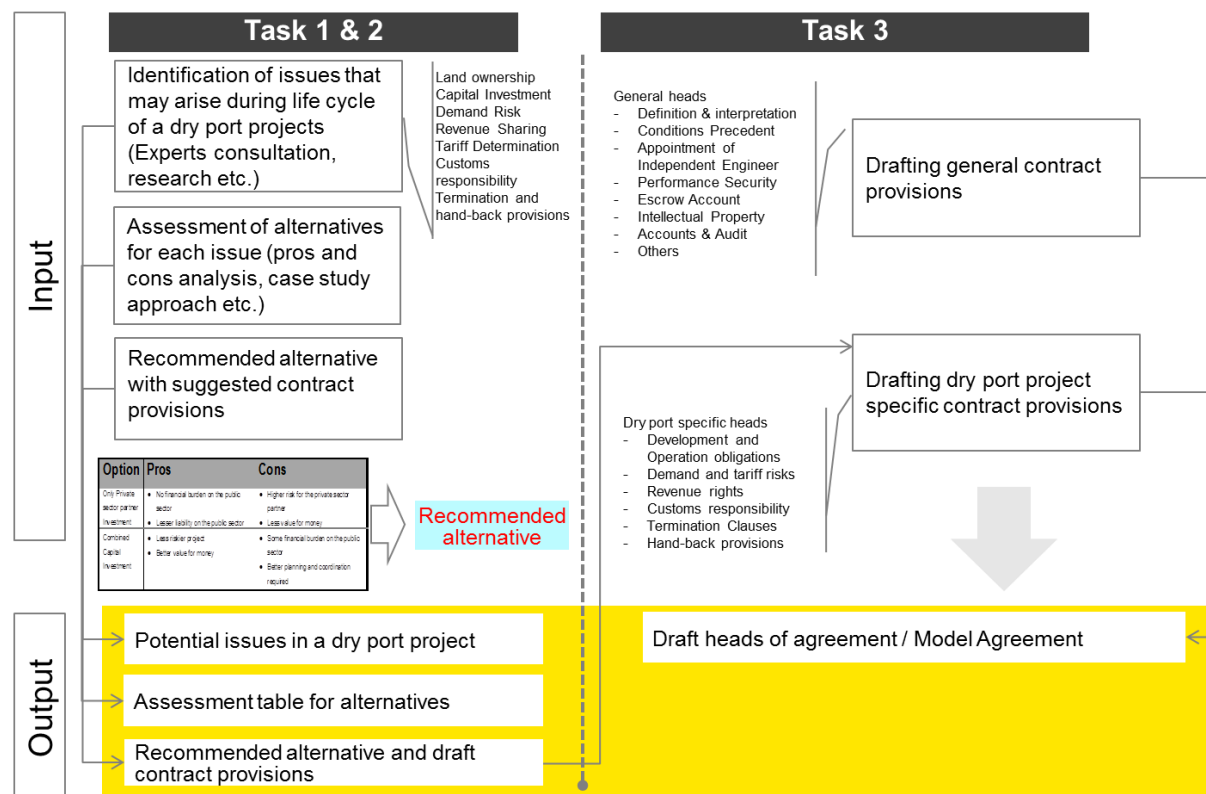 Task 1 & 2
Task 3
Input
Identification of issues that
may arise during life cycle
of a dry port projects
(Experts consultation,
research etc.)
Land ownership
Capital Investment
Demand Risk
Revenue Sharing
Tariff Determination
Customs
responsibility
Termination and
hand-back provisions
Assessment of alternatives
for each issue (pros and
cons analysis, case study
approach etc.)
Recommended alternative
with suggested contract
provisions
Option Pros Cons
Only Private
sector partner
Investment
• No financial burden on the public
sector
• Lesser liability on the public sector
• Higher risk for the private sector
partner
• Less value for money
Combined
Capital
Investment
• Less riskier project
• Better value for money
• Some financial burden on the public
sector
• Better planning and coordination
required
Recommended
alternative
General heads
- Definition & interpretation
- Conditions Precedent
- Appointment of
Independent Engineer
- Performance Security
- Escrow Account
- Intellectual Property
- Accounts & Audit
- Others
Drafting general contract
provisions
Drafting dry port project
specific contract provisions
Dry port specific heads
- Development and
Operation obligations
- Demand and tariff risks
- Revenue rights
- Customs responsibility
- Termination Clauses
- Hand-back provisions
Output
Potential issues in a dry port project
Assessment table for alternatives
Recommended alternative and draft
contract provisions
Draft heads of agreement / Model Agreement